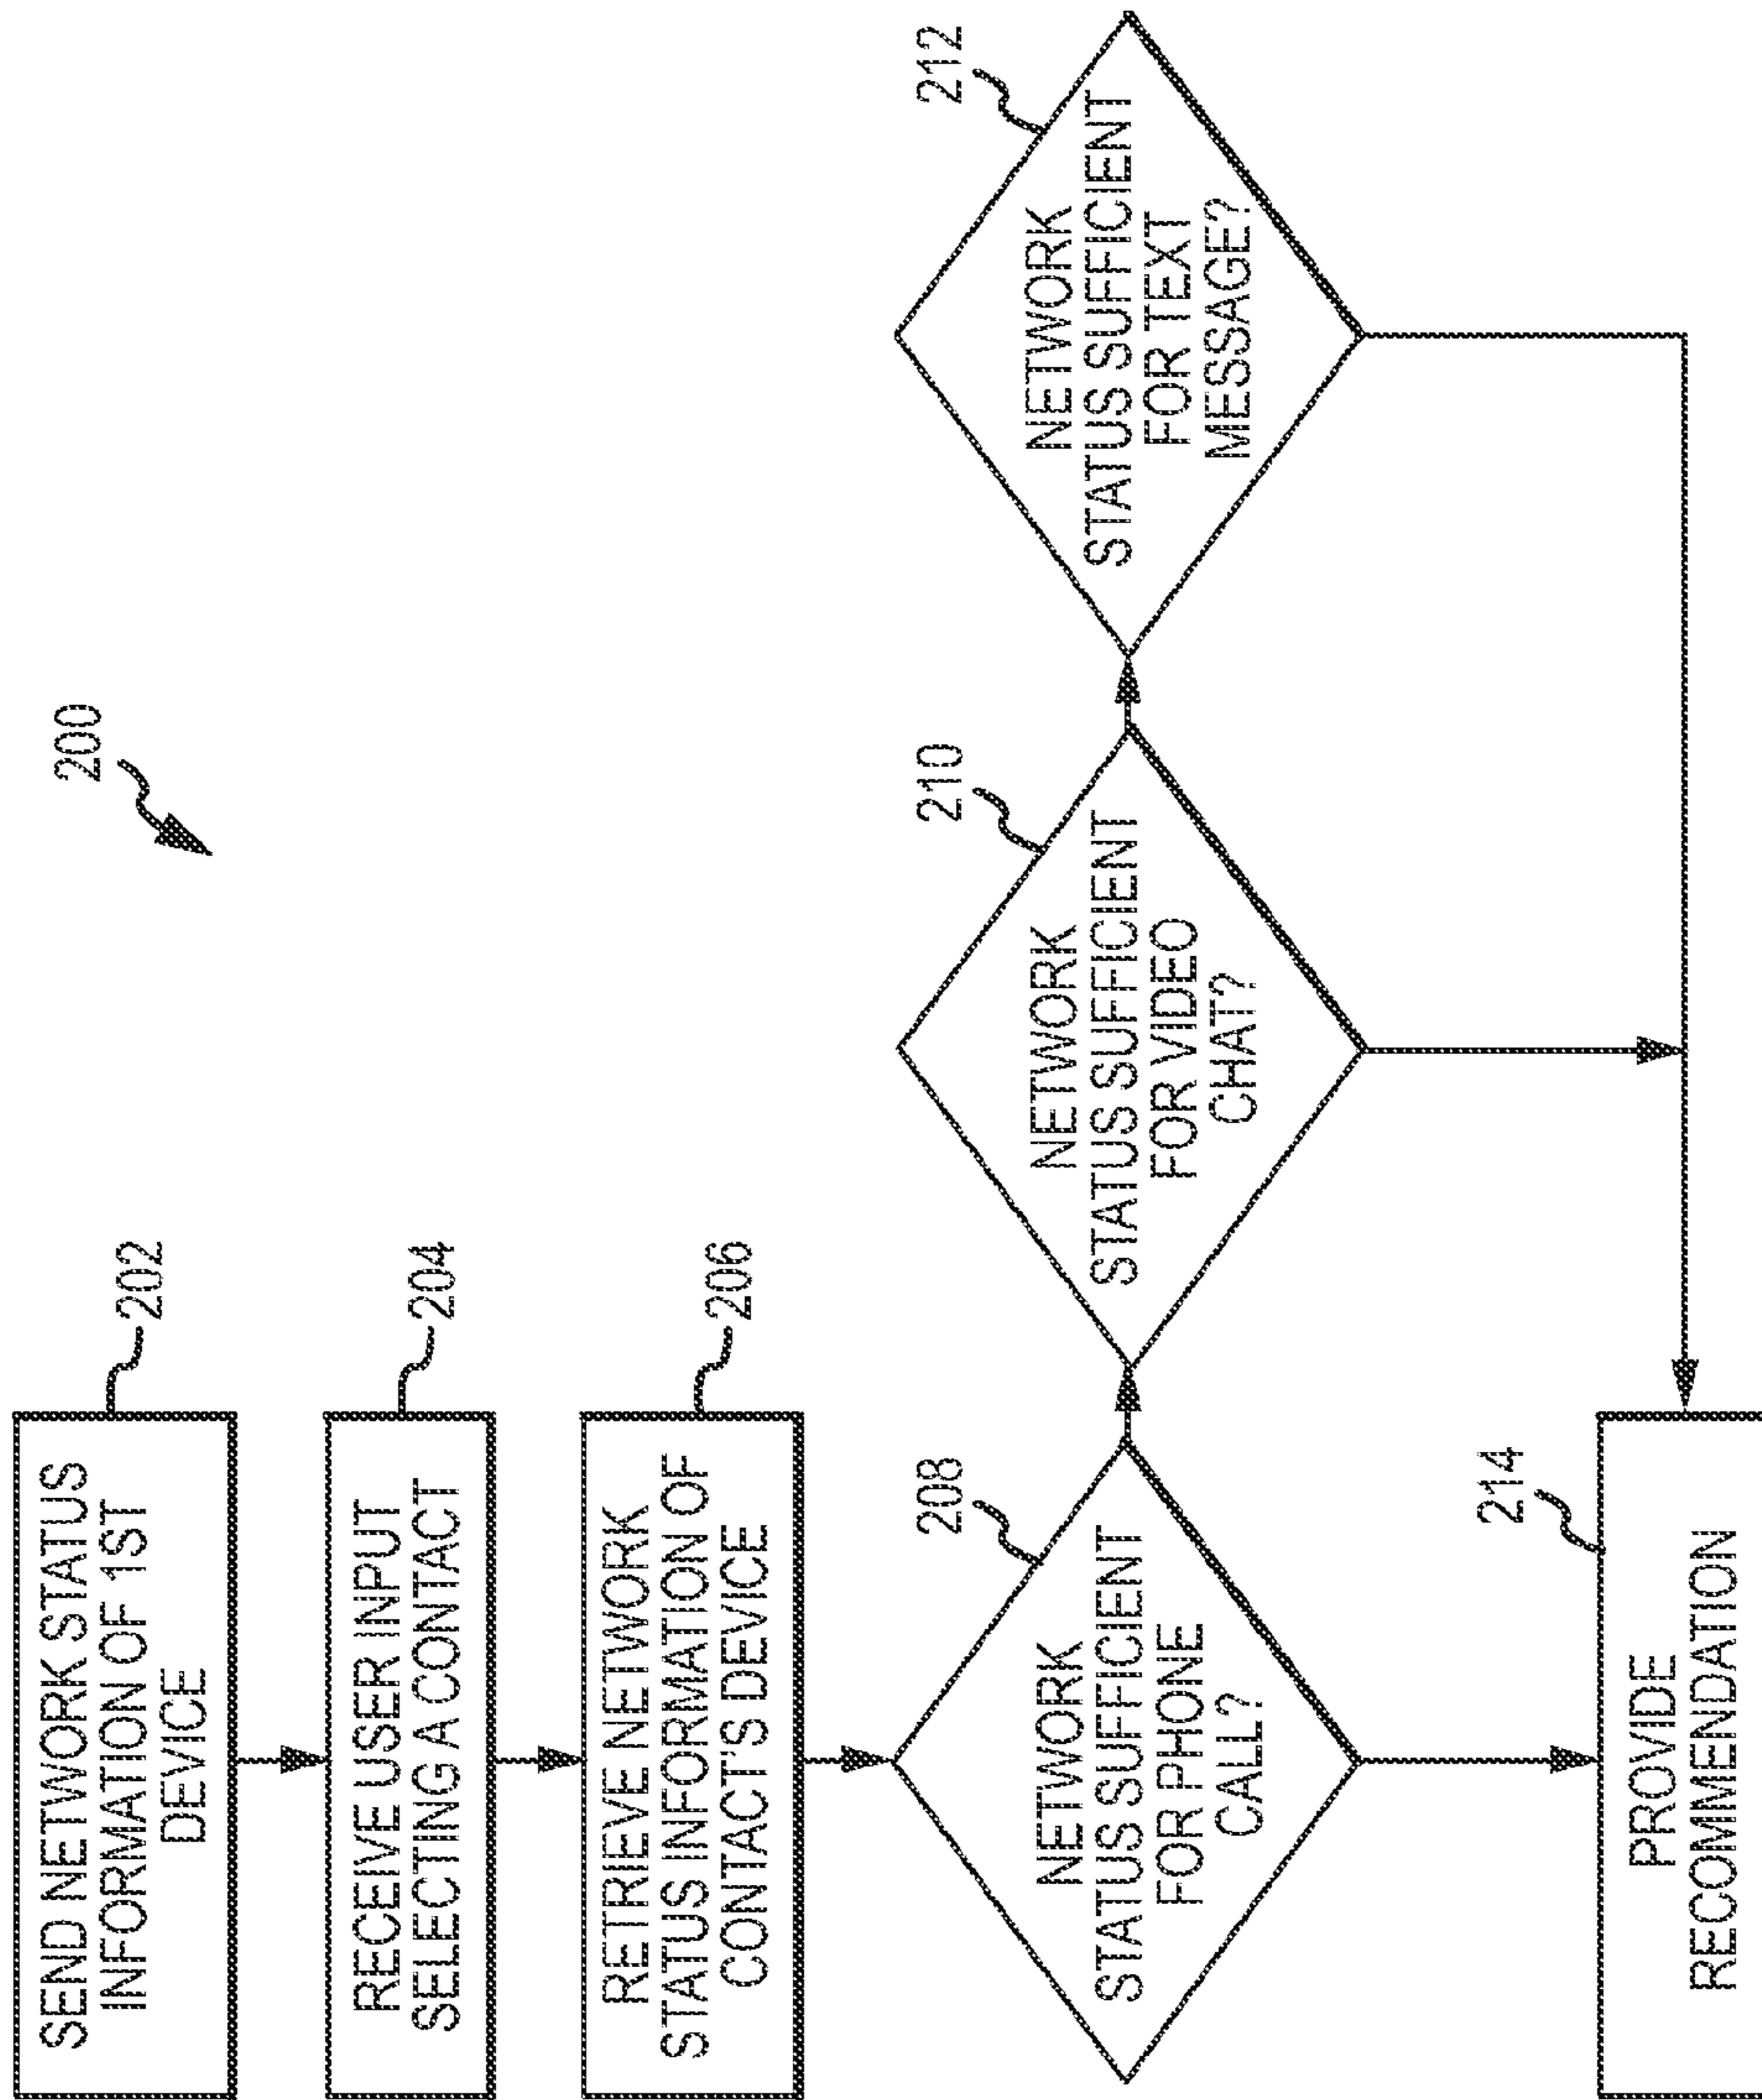 200
SEND NETWORK STATUS
INFORMATION OF 1ST
DEVICE
202
RECEIVE USER INPUT
SELECTING A CONTACT
204
RETRIEVE NETWORK
STATUS INFORMATION OF
CONTACT'S DEVICE
206
208
NETWORK
STATUS SUFFICIENT
FOR PHONE
CALL?
210
NETWORK
STATUS SUFFICIENT
FOR VIDEO
CHAT?
212
NETWORK
STATUS SUFFICIENT
FOR TEXT
MESSAGE?
214
PROVIDE
RECOMMENDATION